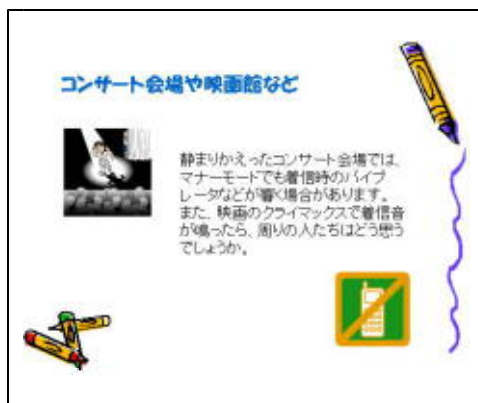 コンサート会場や映画館など
静まりかえったコンサート会場では、
マナーモードでも着信時のバイブ
レータなどが響く場合があります。
また、映画のクライマックスで着信音
が鳴ったら、周りの人たちはどう思う
でしょうか。